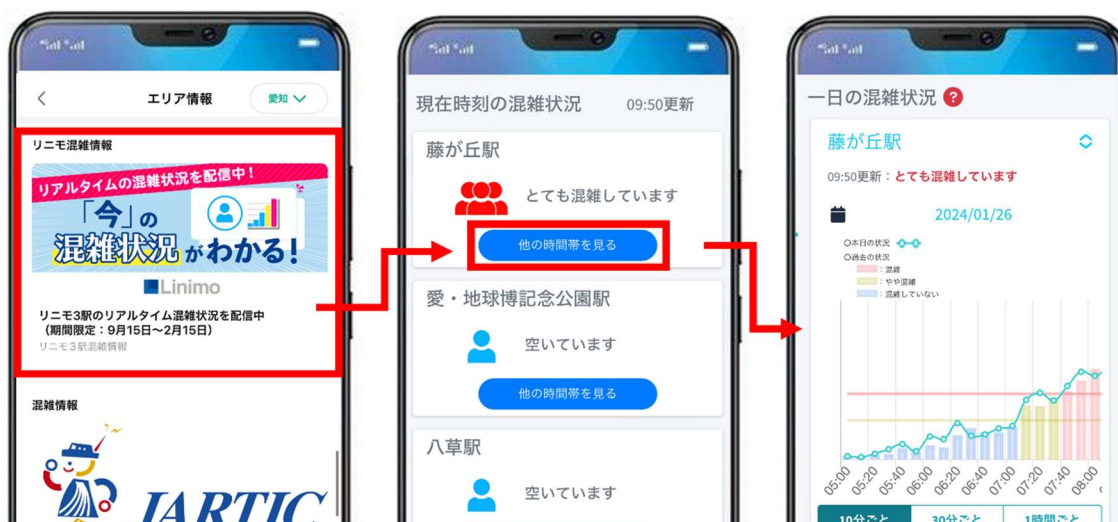 エリア情報
愛知
リニモ混雑情報
リアルタイムの混雑状況を配信中！
「今」の
混雑状況がわかる！
Linimo
リニモ3駅のリアルタイム混雑状況を配信中
（期間限定：9月15日～2月15日）
リニモ3駅混雑情報
混雑情報
JARTIC
現在時刻の混雑状況
09:50更新
藤が丘駅
とても混雑しています
他の時間帯を見る
愛・地球博記念公園駅
空いています
他の時間帯を見る
八草駅
空いています
一日の混雑状況 ?
藤が丘駅
09:50更新：とても混雑しています
2024/01/26
〇本日の状況
〇過去の状況
：混雑
：やや混雑
：混雑していない
05:00 05:20 05:40 06:00 06:20 06:40 07:00 07:20 07:40 08:00
10分ごと 30分ごと 1時間ごと